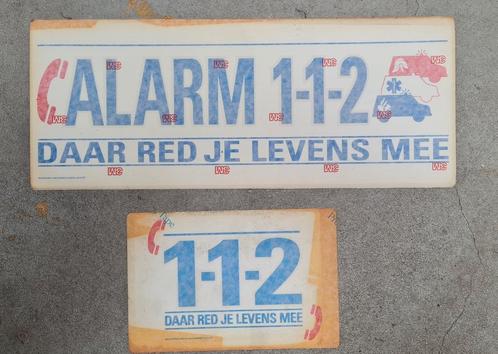 ALARM 1-1-2
DAAR RED JE LEVENS MEE
1-1-2
DAAR RED JE LEVENS MEE